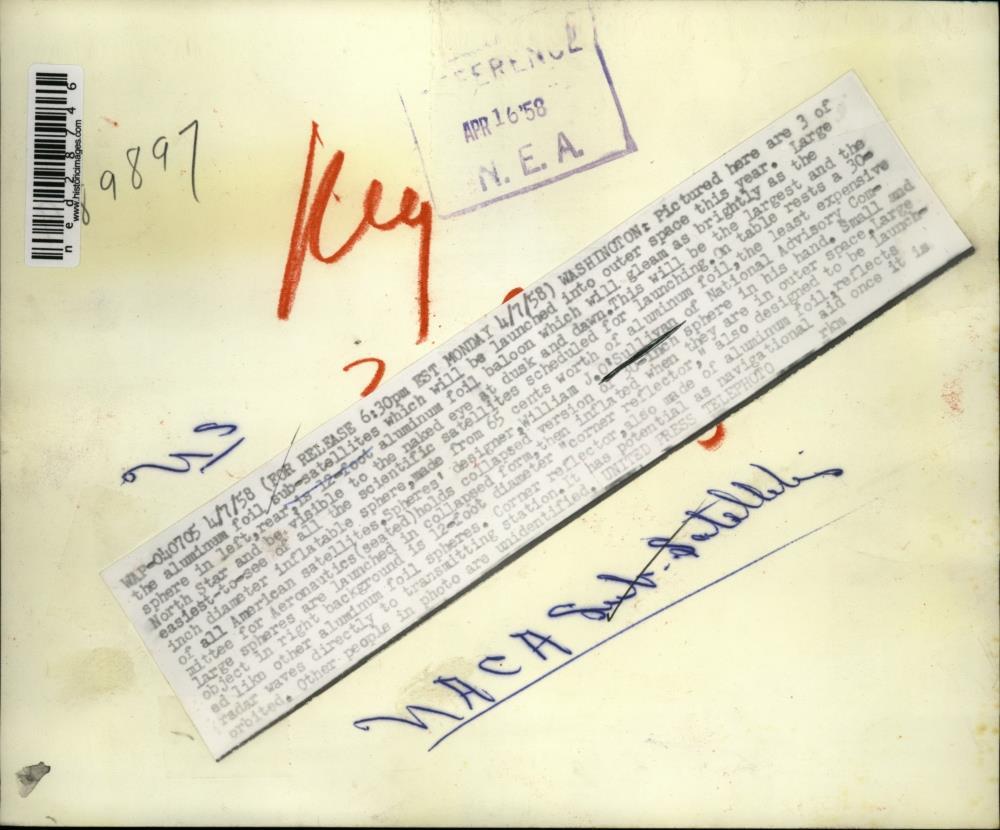 ERENCE
APR 16 '58
N. E. A.
ned28746
www.historicimages.com
9897
Key
WAP-040705 4/7/58 (FOR RELEASE 6:30pm EST MONDAY 4/7/58) WASHINGTON: Pictured here are 3 of
the aluminum foil sub-satellites which will be launched into outer space this year. Large
sphere in left,rear,is 12-foot aluminum foil baloon which will gleam as brightly as the
North Star and be visible to the naked eye at dusk and dawn.This will be the largest and the
easiest-to-see of all the scientific satellites scheduled for launching.On table rests a 30-
inch diameter inflatable sphere,made from 65 cents worth of aluminum foil,the least expensive
of all American satellites.Spheres' designer,William J.O'Sullivan of National Advisory Com-
mittee for Aeronautics(seated)holds collapsed version of 30-inch sphere in his hand. Small and
large spheres are launched in collapsed form, then inflated when they are in outer space.Large
object in right background is 12-foot diameter "corner reflector," also designed to be launch-
ed like other aluminum foil spheres. Corner reflector,also made of aluminum foil,reflects
radar waves directly to transmitting station.It has potential as navigational aid once it is
orbited. Other people in photo are unidentified. UNITED PRESS TELEPHOTO rkm
US
NACA Sub-Satellites